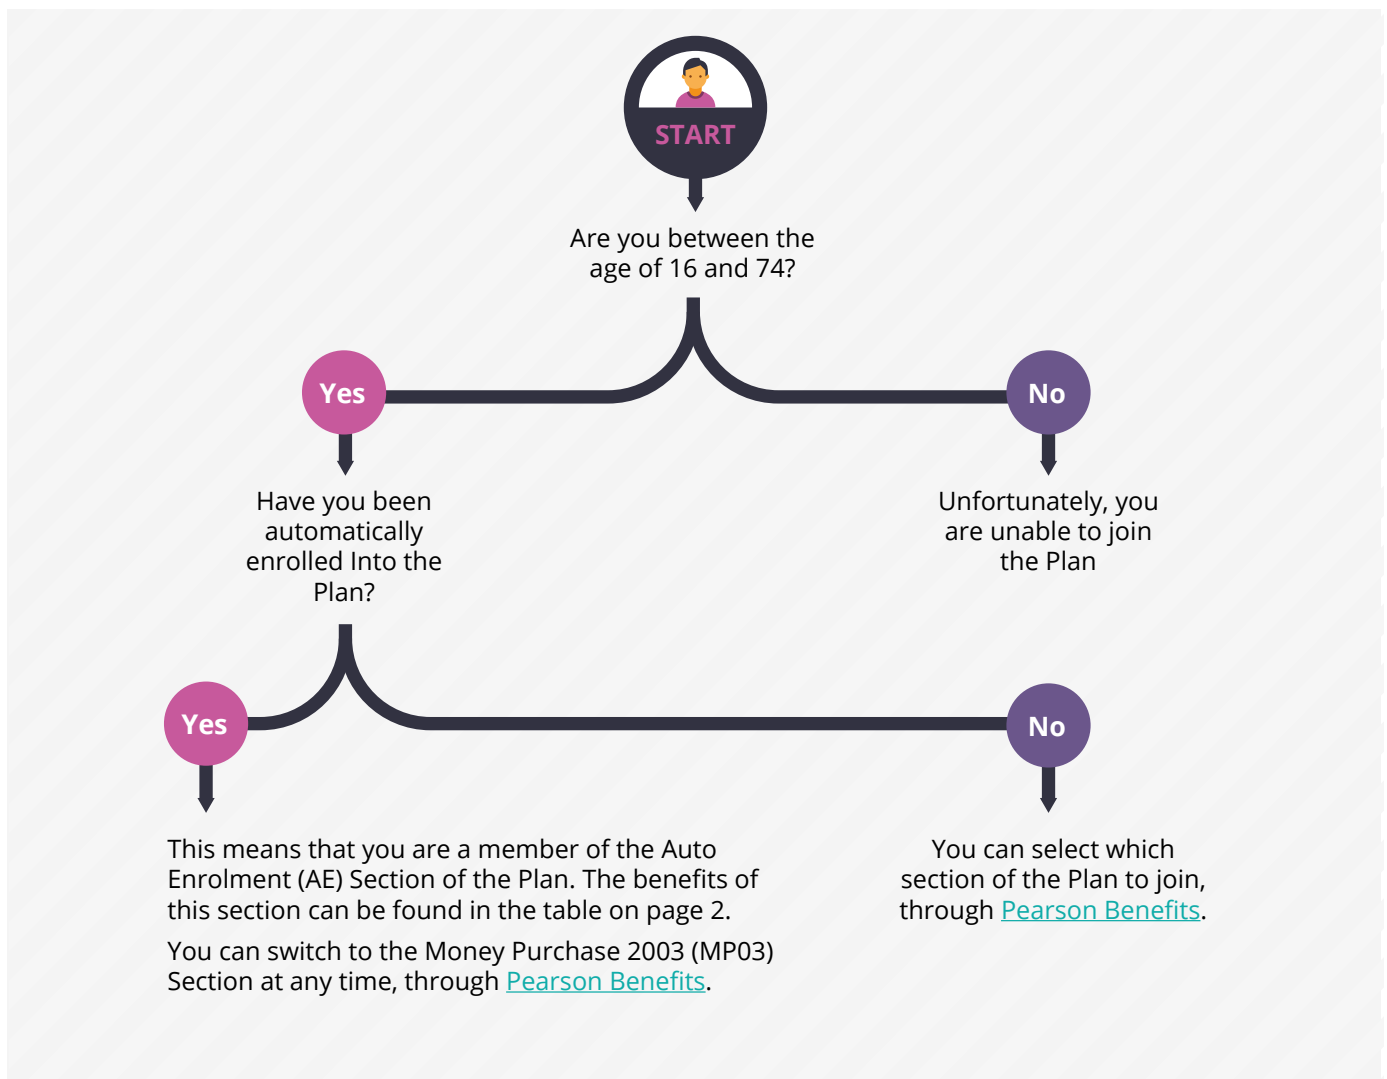 START
Are you between the
age of 16 and 74?
Yes
No
Have you been
automatically
enrolled Into the
Plan?
Unfortunately, you
are unable to join
the Plan
Yes
No
This means that you are a member of the Auto
Enrolment (AE) Section of the Plan. The benefits of
this section can be found in the table on page 2.
You can switch to the Money Purchase 2003 (MP03)
Section at any time, through Pearson Benefits.
You can select which
section of the Plan to join,
through Pearson Benefits.